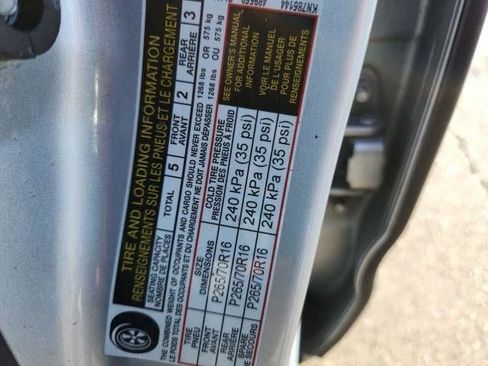 TIRE AND LOADING INFORMATION
RENSEIGNEMENTS SUR LES PNEUS ET LE CHARGEMENT
SEATING CAPACITY
NOMBRE DE PLACES
TOTAL 5
FRONT
AVANT
2
REAR
ARRIÈRE
3
THE COMBINED WEIGHT OF OCCUPANTS AND CARGO SHOULD NEVER EXCEED 1268 lbs OR 575 kg
LE POIDS TOTAL DES OCCUPANTS ET DU CHARGEMENT NE DOIT JAMAIS DÉPASSER 1268 lbs OU 575 kg
TIRE
PNEU
SIZE
DIMENSIONS
COLD TIRE PRESSURE
PRESSION DES PNEUS À FROID
FRONT
AVANT
P265/70R16
240 kPa (35 psi)
REAR
ARRIÈRE
P265/70R16
240 kPa (35 psi)
SPARE
DE SECOURS
P265/70R16
240 kPa (35 psi)
SEE OWNER'S MANUAL
FOR ADDITIONAL
INFORMATION
VOIR LE MANUEL
DE L'USAGER
POUR PLUS DE
RENSEIGNEMENTS
KN785144